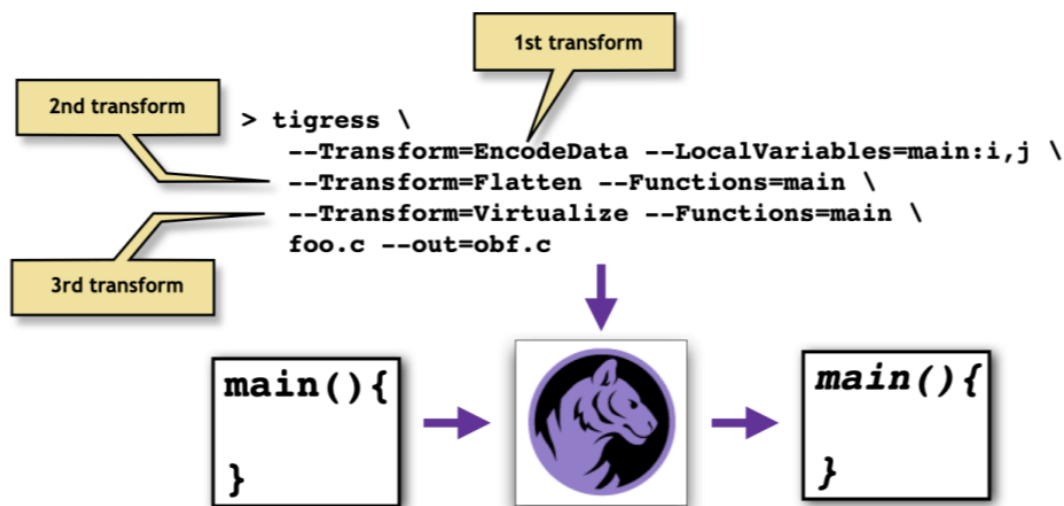 1st transform
2nd transform
> tigress \
--Transform=EncodeData --LocalVariables=main:i,j \
--Transform=Flatten --Functions=main \
--Transform=Virtualize --Functions=main \
foo.c --out=obf.c
3rd transform
main(){
}
main(){
}